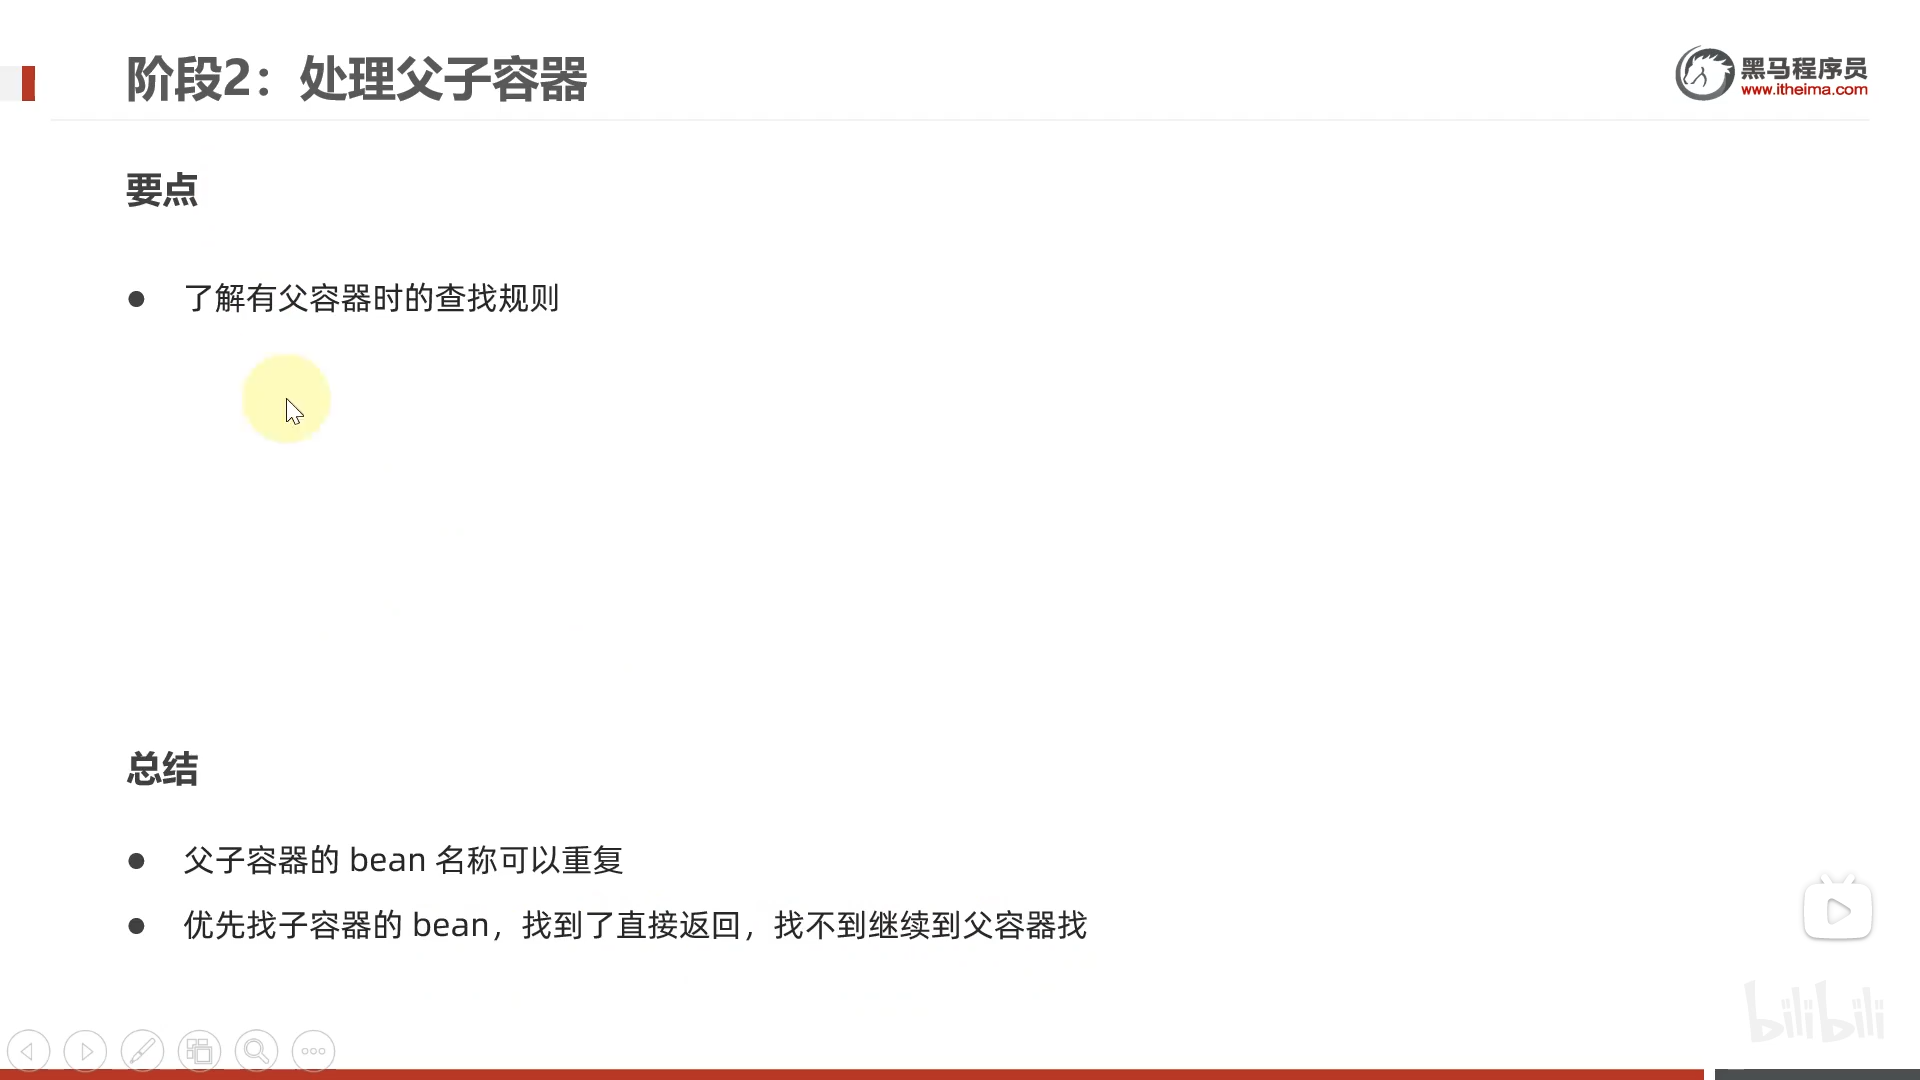 阶段2：处理父子容器
黑马程序员
www.itheima.com
要点
● 了解有父容器时的查找规则
总结
● 父子容器的 bean 名称可以重复
● 优先找子容器的 bean，找到了直接返回，找不到继续到父容器找
bilibili